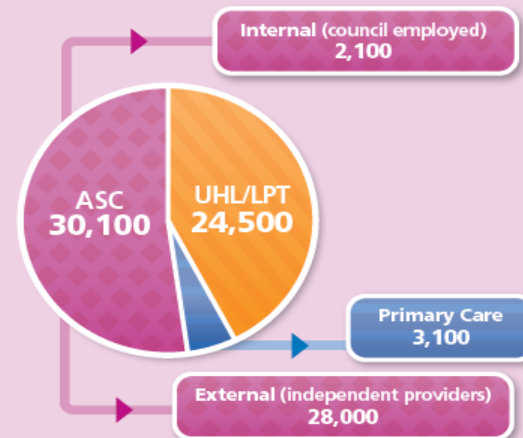 Internal (council employed)
2,100
ASC
30,100
UHL/LPT
24,500
Primary Care
3,100
External (independent providers)
28,000